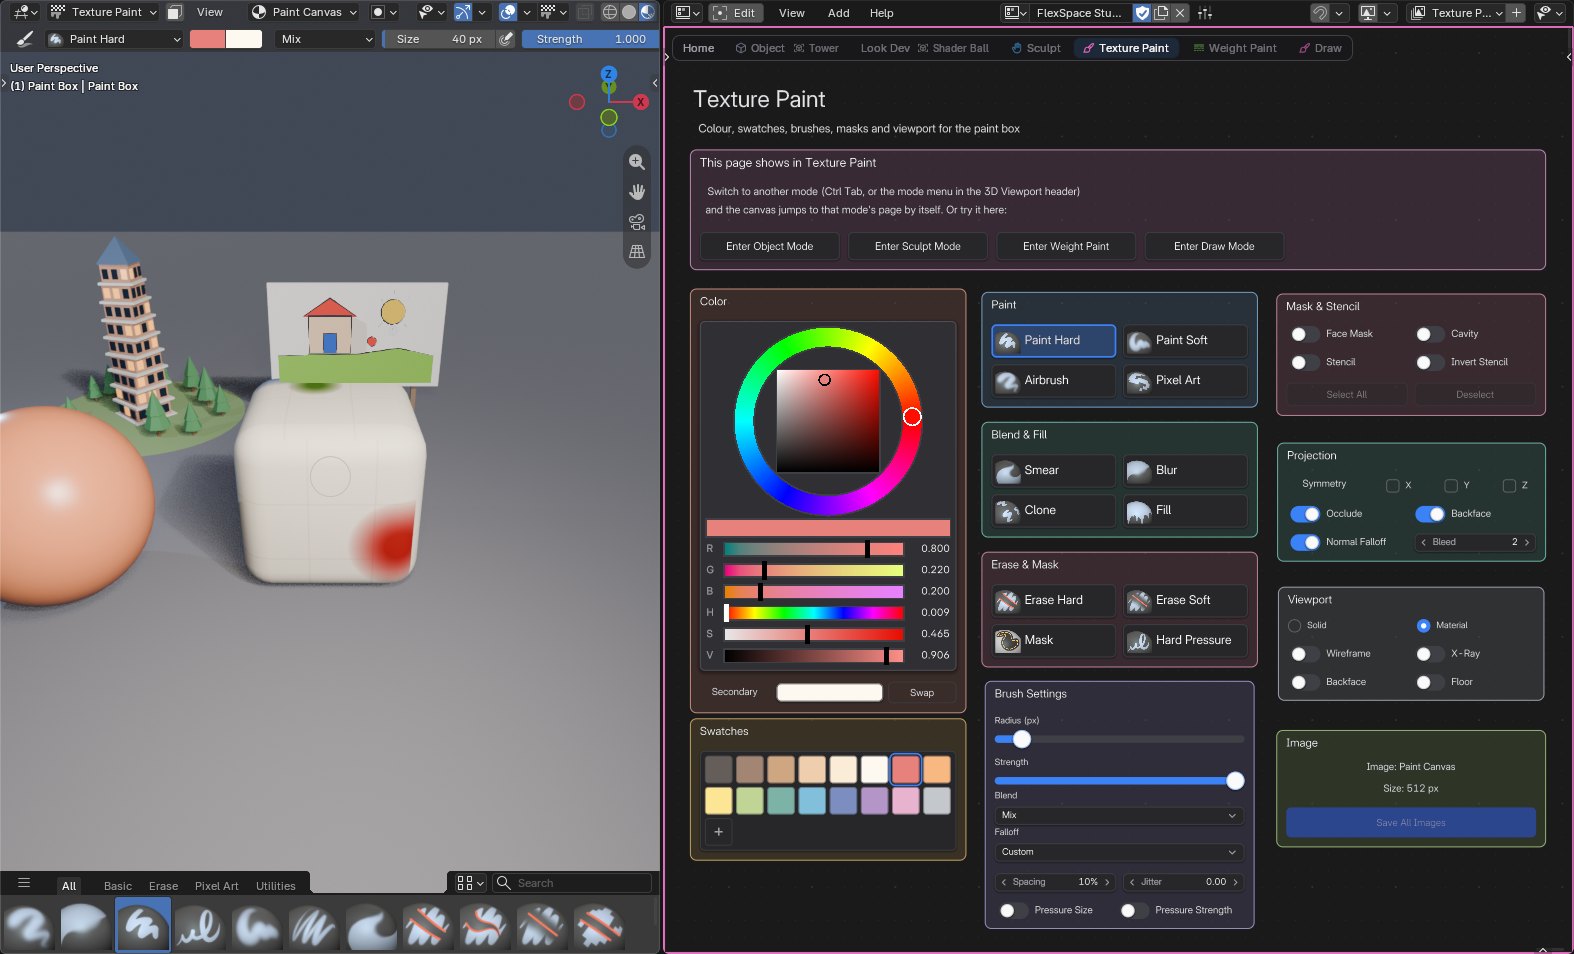 Texture Paint
View
Paint Canvas
Edit
View
Add
Help
FlexSpace Stu...
Texture P...
Paint Hard
Mix
Size 40 px
Strength 1.000
User Perspective
(1) Paint Box | Paint Box
Z
X
Home
Object
Tower
Look Dev
Shader Ball
Sculpt
Texture Paint
Weight Paint
Draw
Texture Paint
Colour, swatches, brushes, masks and viewport for the paint box
This page shows in Texture Paint
Switch to another mode (Ctrl Tab, or the mode menu in the 3D Viewport header)
and the canvas jumps to that mode's page by itself. Or try it here:
Enter Object Mode
Enter Sculpt Mode
Enter Weight Paint
Enter Draw Mode
Color
R 0.800
G 0.220
B 0.200
H 0.009
S 0.465
V 0.906
Secondary
Swap
Swatches
Paint
Paint Hard
Paint Soft
Airbrush
Pixel Art
Blend & Fill
Smear
Blur
Clone
Fill
Erase & Mask
Erase Hard
Erase Soft
Mask
Hard Pressure
Brush Settings
Radius (px)
Strength
Blend
Mix
Falloff
Custom
Spacing 10%
Jitter 0.00
Pressure Size
Pressure Strength
Mask & Stencil
Face Mask
Cavity
Stencil
Invert Stencil
Select All
Deselect
Projection
Symmetry
X
Y
Z
Occlude
Backface
Normal Falloff
Bleed 2
Viewport
Solid
Material
Wireframe
X-Ray
Backface
Floor
Image
Image: Paint Canvas
Size: 512 px
Save All Images
All
Basic
Erase
Pixel Art
Utilities
Search